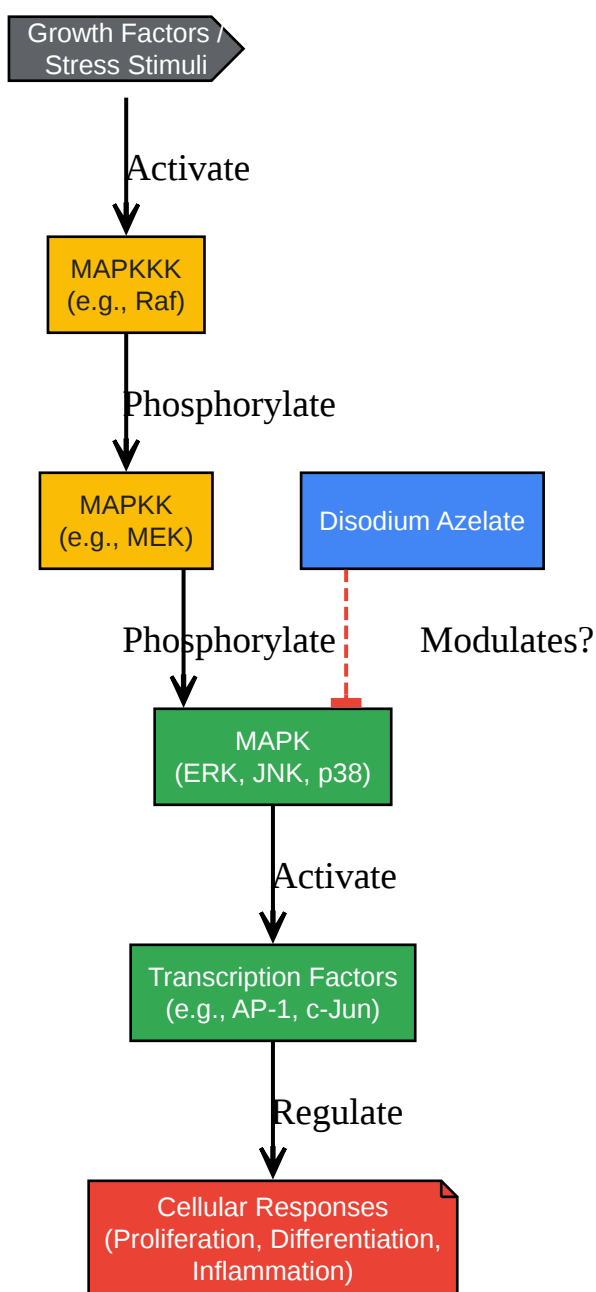 Growth Factors /
Stress Stimuli
Activate
MAPKKK
(e.g., Raf)
Phosphorylate
MAPKK
(e.g., MEK)
Disodium Azelate
Phosphorylate
Modulates?
MAPK
(ERK, JNK, p38)
Activate
Transcription Factors
(e.g., AP-1, c-Jun)
Regulate
Cellular Responses
(Proliferation, Differentiation,
Inflammation)